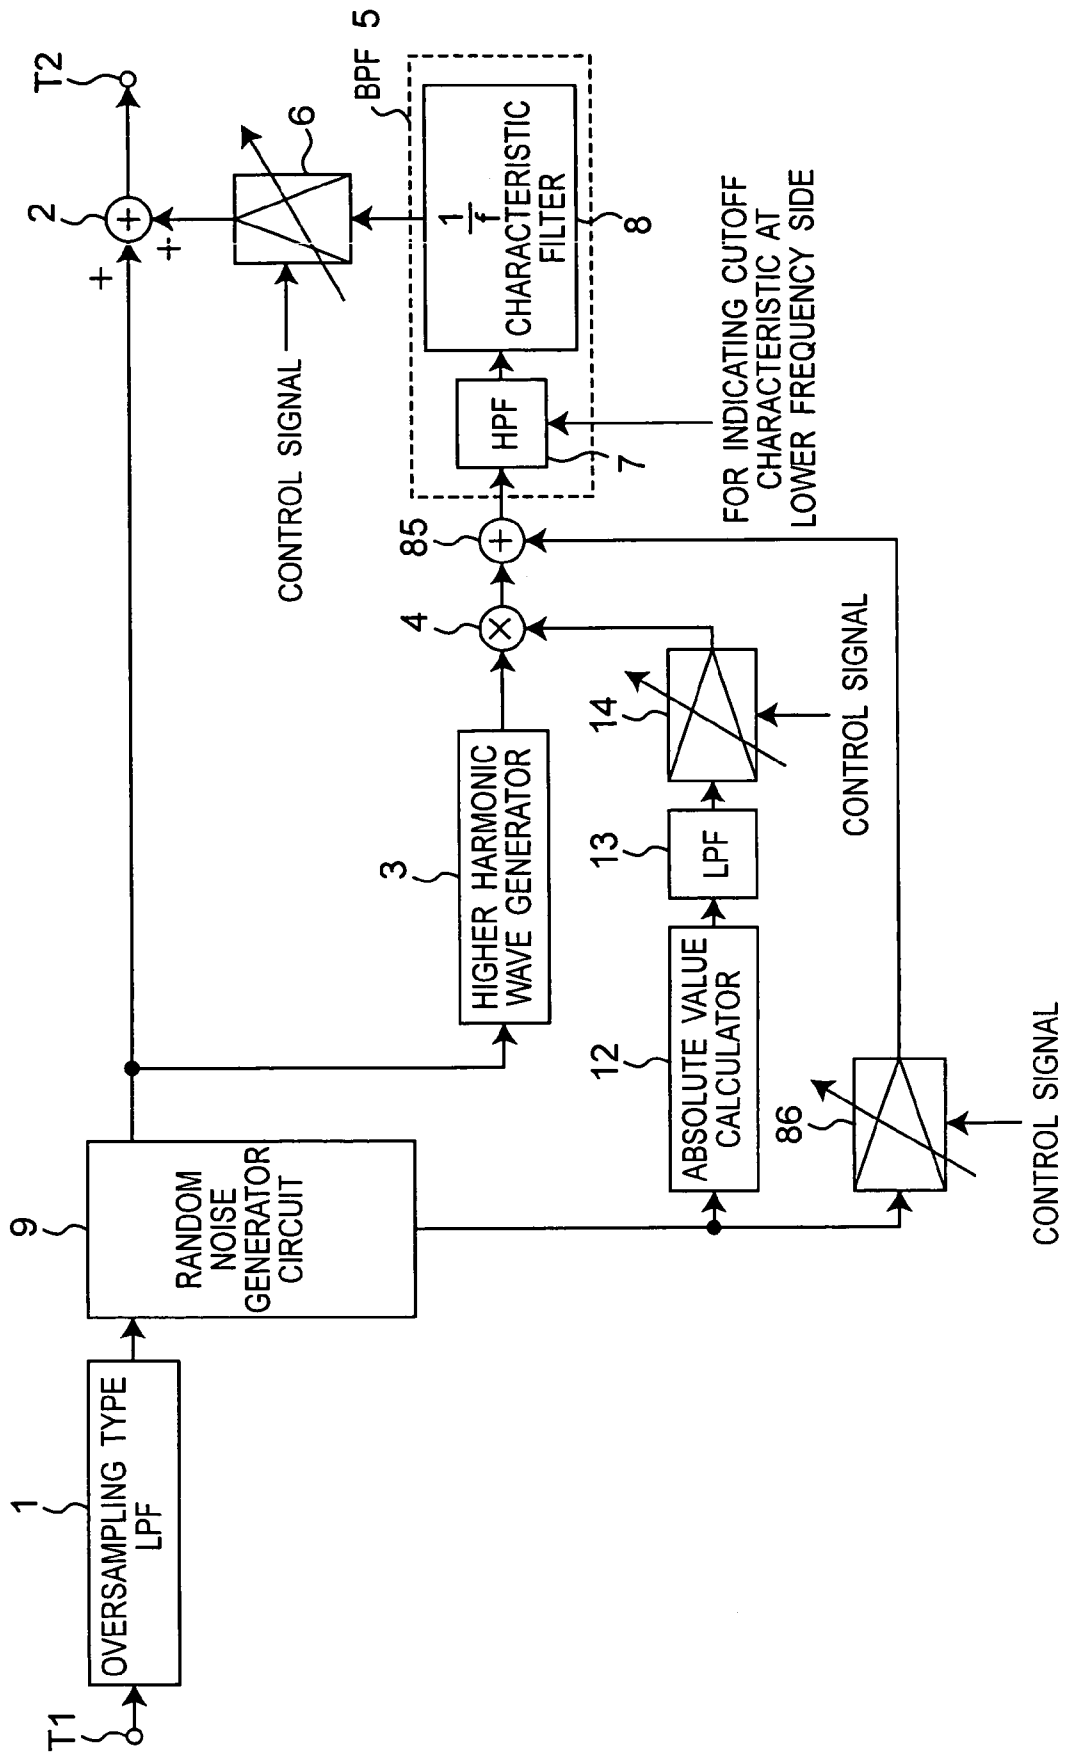 T1
1
OVERSAMPLING TYPE
LPF
9
RANDOM
NOISE
GENERATOR
CIRCUIT
2
+
+
+
T2
CONTROL SIGNAL
6
BPF 5
3
HIGHER HARMONIC
WAVE GENERATOR
4
×
85
+
HPF
7
1
f
CHARACTERISTIC
FILTER
8
FOR INDICATING CUTOFF
CHARACTERISTIC AT
LOWER FREQUENCY SIDE
12
ABSOLUTE VALUE
CALCULATOR
13
LPF
14
CONTROL SIGNAL
86
CONTROL SIGNAL